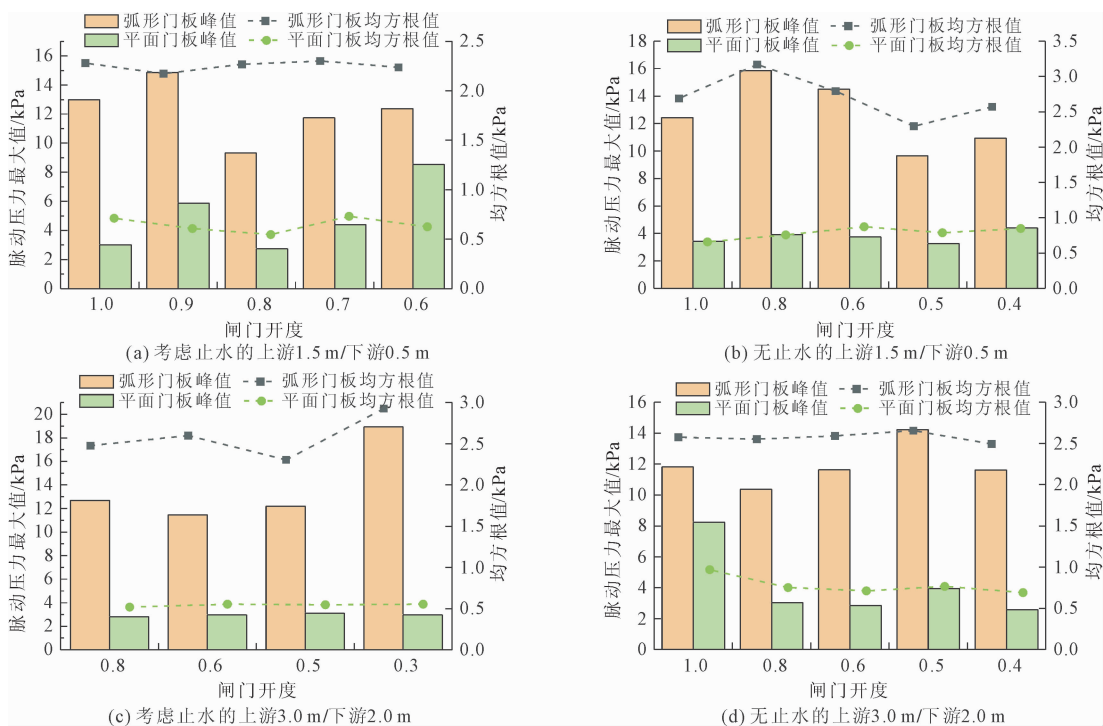 弧形门板峰值 弧形门板均方根值
平面门板峰值 平面门板均方根值
脉动压力最大值/kPa
16
14
12
10
8
6
4
2
0
2.5
2.0
1.5
1.0
0.5
0.0
均方根值/kPa
1.0 0.9 0.8 0.7 0.6
闸门开度
(a) 考虑止水的上游1.5 m/下游0.5 m
弧形门板峰值 弧形门板均方根值
平面门板峰值 平面门板均方根值
脉动压力最大值/kPa
18
16
14
12
10
8
6
4
2
0
3.5
3.0
2.5
2.0
1.5
1.0
0.5
0.0
均方根值/kPa
1.0 0.8 0.6 0.5 0.4
闸门开度
(b) 无止水的上游1.5 m/下游0.5 m
弧形门板峰值 弧形门板均方根值
平面门板峰值 平面门板均方根值
脉动压力最大值/kPa
20
18
16
14
12
10
8
6
4
2
0
3.0
2.5
2.0
1.5
1.0
0.5
0.0
均方根值/kPa
0.8 0.6 0.5 0.3
闸门开度
(c) 考虑止水的上游3.0 m/下游2.0 m
弧形门板峰值 弧形门板均方根值
平面门板峰值 平面门板均方根值
脉动压力最大值/kPa
16
14
12
10
8
6
4
2
0
3.0
2.5
2.0
1.5
1.0
0.5
0.0
均方根值/kPa
1.0 0.8 0.6 0.5 0.4
闸门开度
(d) 无止水的上游3.0 m/下游2.0 m